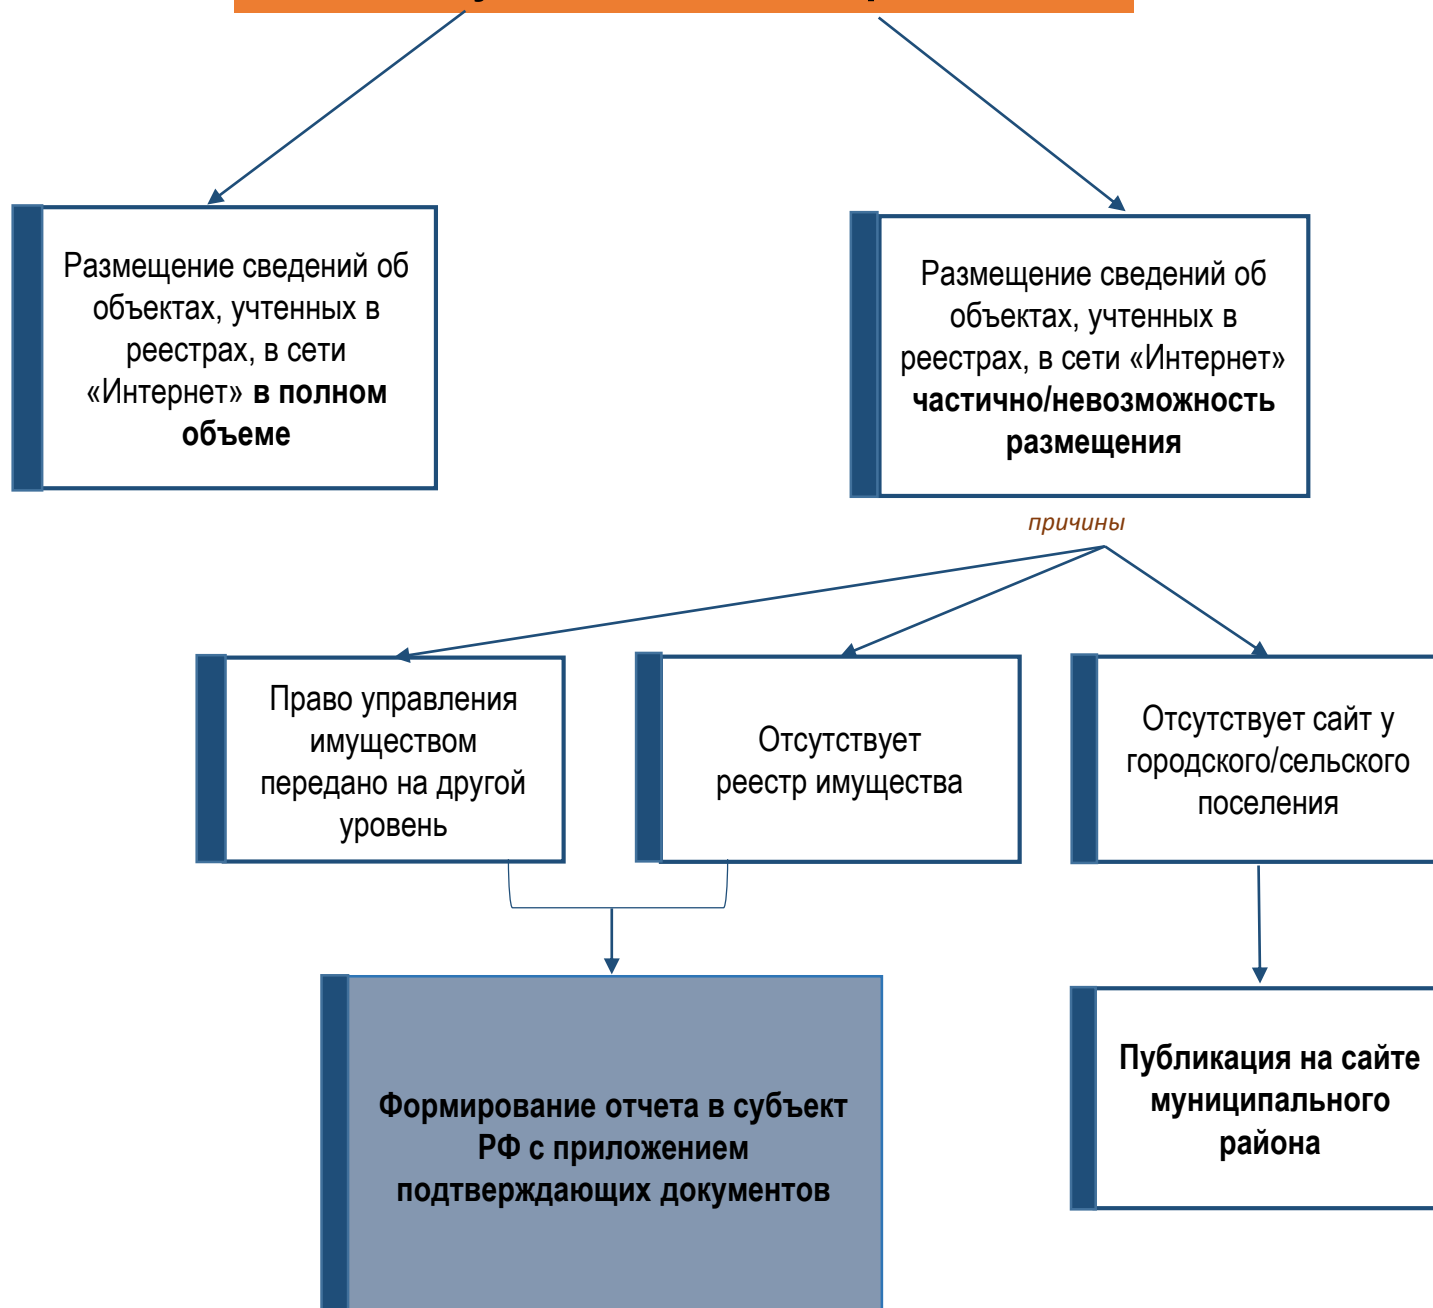 Размещение сведений об
объектах, учтенных в
реестрах, в сети
«Интернет» в полном
объеме
Размещение сведений об
объектах, учтенных в
реестрах, в сети «Интернет»
частично/невозможность
размещения
причины
Право управления
имуществом
передано на другой
уровень
Отсутствует
реестр имущества
Отсутствует сайт у
городского/сельского
поселения
Формирование отчета в субъект
РФ с приложением
подтверждающих документов
Публикация на сайте
муниципального
района